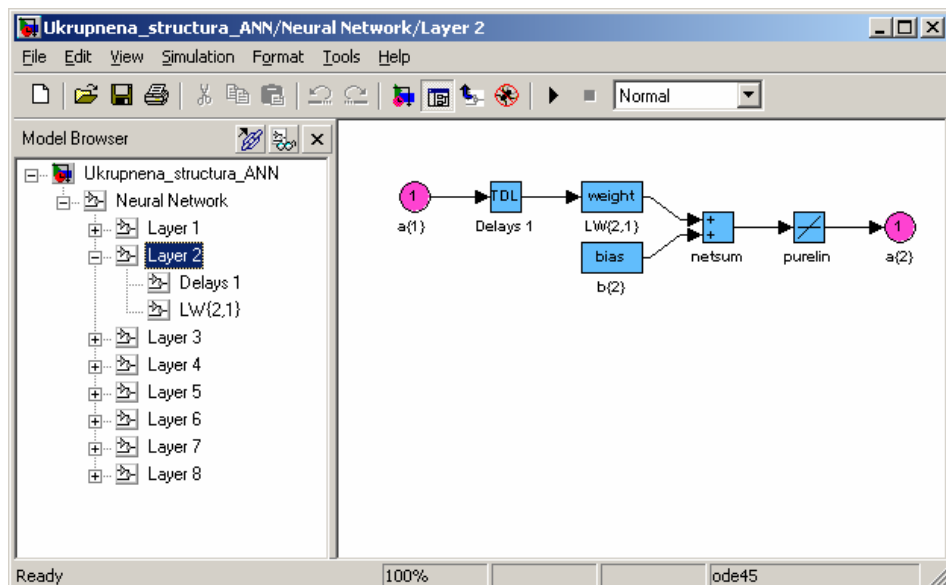 Ukrupnena_structura_ANN/Neural Network/Layer 2
File Edit View Simulation Format Tools Help
Normal
Model Browser
Ukrupnena_structura_ANN
Neural Network
Layer 1
Layer 2
Delays 1
LW{2,1}
Layer 3
Layer 4
Layer 5
Layer 6
Layer 7
Layer 8
1 TDL weight + 1
a{1} Delays 1 LW{2,1} + netsum purelin a{2}
bias
b{2}
Ready 100% ode45